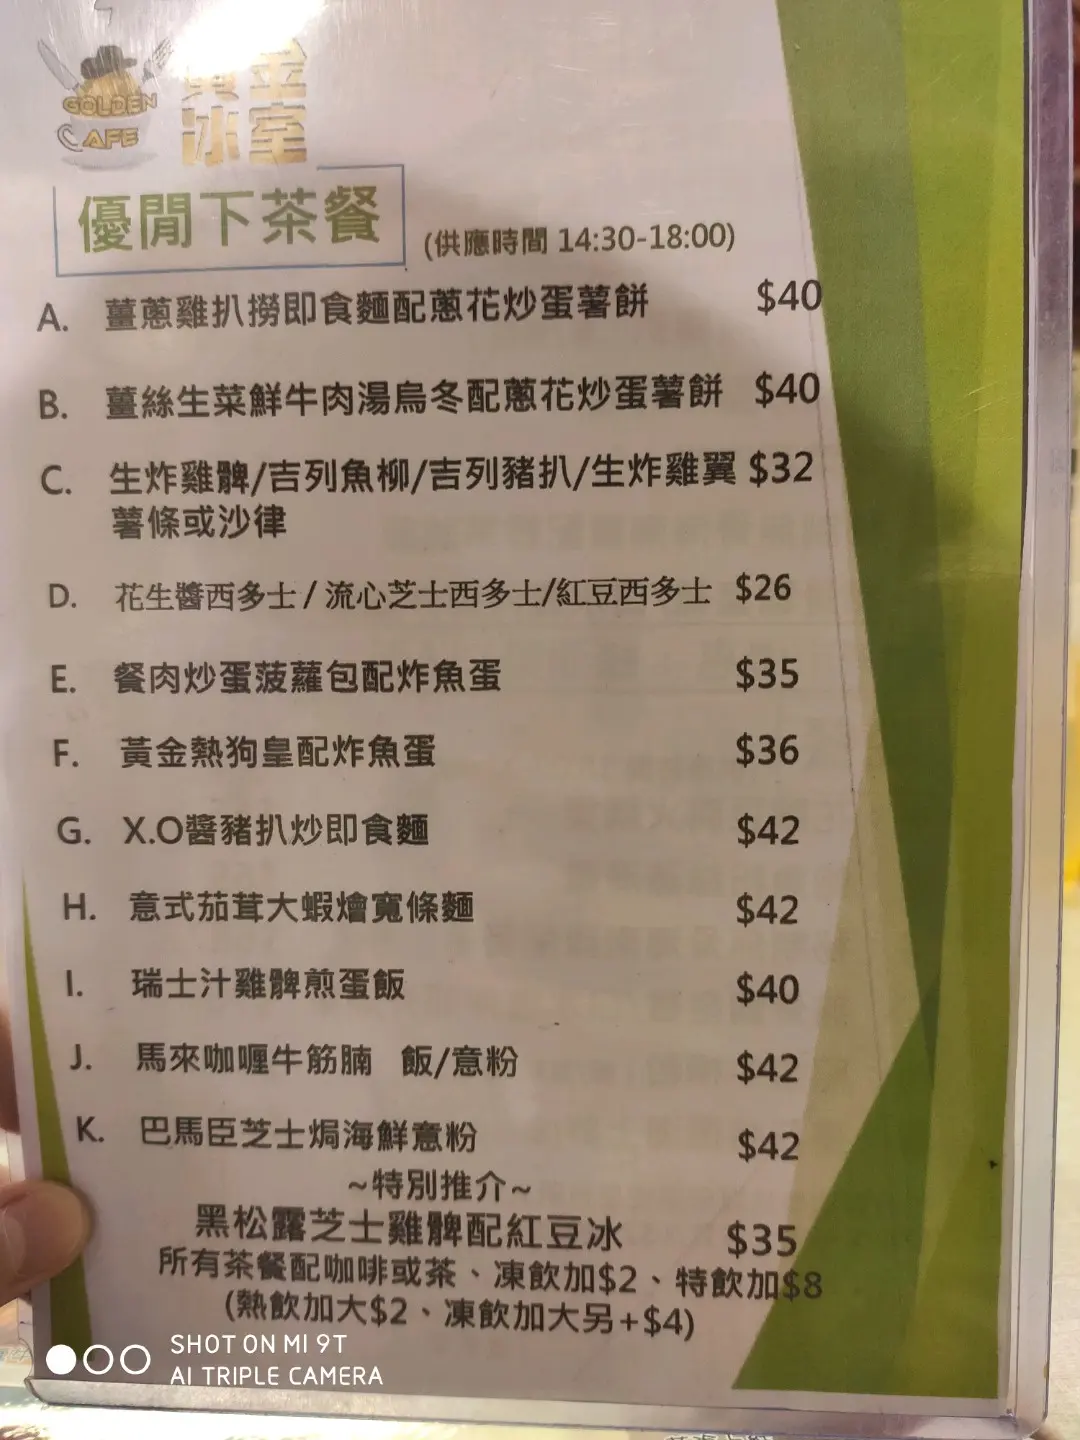 GOLDEN
CAFE
黃金
冰室
優閒下茶餐
(供應時間 14:30-18:00)
A. 薑蔥雞扒撈即食麵配蔥花炒蛋薯餅 $40
B. 薑絲生菜鮮牛肉湯烏冬配蔥花炒蛋薯餅 $40
C. 生炸雞髀/吉列魚柳/吉列豬扒/生炸雞翼 $32
薯條或沙律
D. 花生醬西多士/流心芝士西多士/紅豆西多士 $26
E. 餐肉炒蛋菠蘿包配炸魚蛋 $35
F. 黃金熱狗皇配炸魚蛋 $36
G. X.O醬豬扒炒即食麵 $42
H. 意式茄茸大蝦燴寬條麵 $42
I. 瑞士汁雞髀煎蛋飯 $40
J. 馬來咖喱牛筋腩 飯/意粉 $42
K. 巴馬臣芝士焗海鮮意粉 $42
~特別推介~
黑松露芝士雞髀配紅豆冰 $35
所有茶餐配咖啡或茶、凍飲加$2、特飲加$8
(熱飲加大$2、凍飲加大另+$4)
SHOT ON MI 9T
AI TRIPLE CAMERA